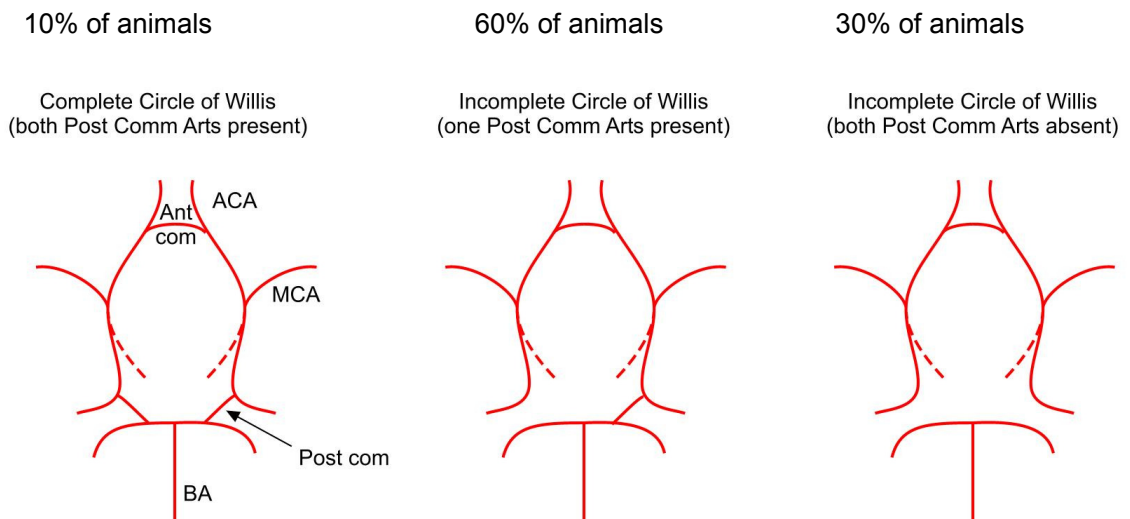 10% of animals
60% of animals
30% of animals
Complete Circle of Willis
(both Post Comm Arts present)
Incomplete Circle of Willis
(one Post Comm Arts present)
Incomplete Circle of Willis
(both Post Comm Arts absent)
ACA
Ant
com
MCA
Post com
BA